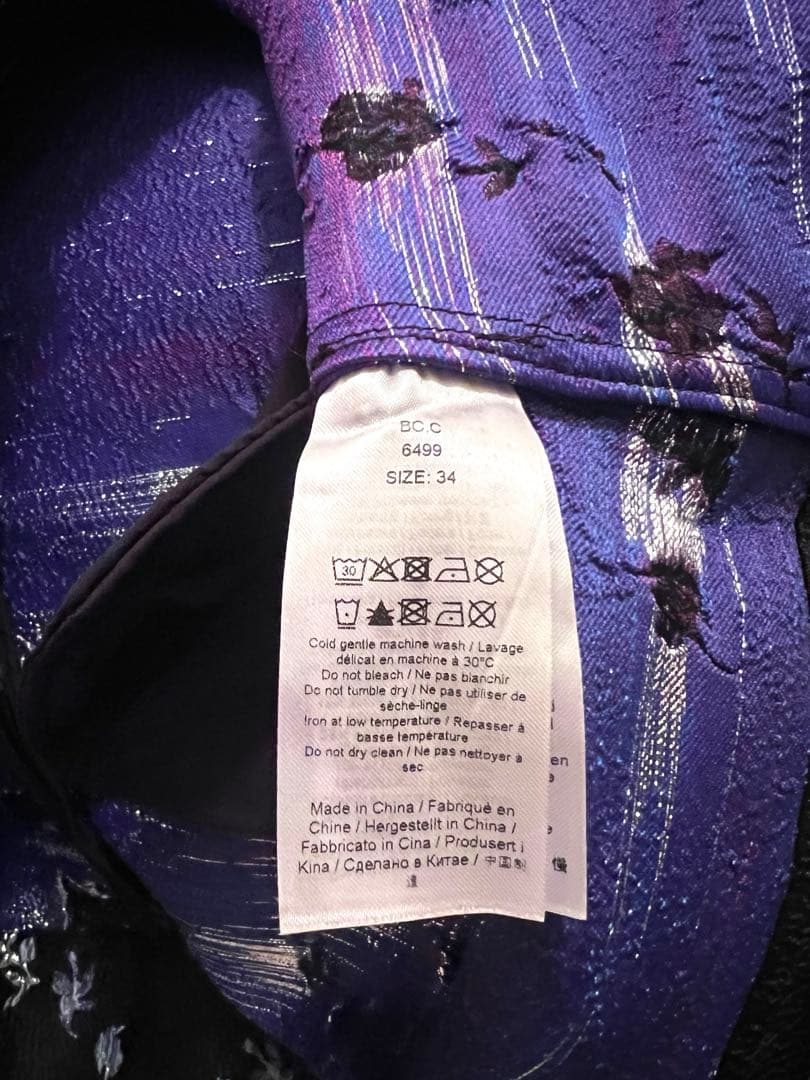 BC.C
6499
SIZE: 34
30
Cold gentle machine wash / Lavage
délicat en machine à 30°C
Do not bleach / Ne pas blanchir
Do not tumble dry / Ne pas utiliser de
sèche-linge
Iron at low temperature / Repasser à
basse température
Do not dry clean / Ne pas nettoyer à
sec
en
Made in China / Fabriqué en
Chine / Hergestellt in China /
Fabbricato in Cina / Produsert i
Kina / Сделано в Китае / 中国制
造